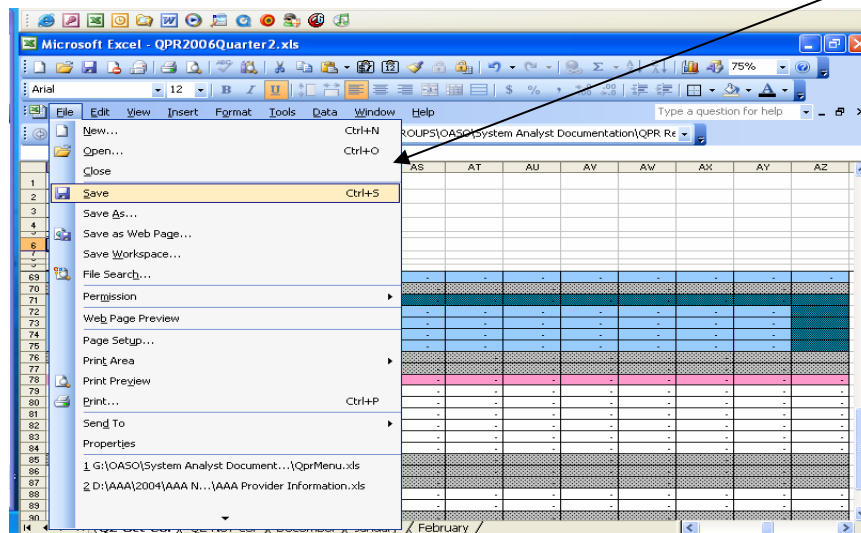 Microsoft Excel - QPR2006Quarter2.xls
75%
Arial 12 B I U $ % ,
File Edit View Insert Format Tools Data Window Help Type a question for help
ROUPS\OASO\System Analyst Documentation\QPR Re
New... Ctrl+N
Open... Ctrl+O
Close
Save Ctrl+S
Save As...
Save as Web Page...
Save Workspace...
File Search...
Permission
Web Page Preview
Page Setup...
Print Area
Print Preview
Print... Ctrl+P
Send To
Properties
1 G:\OASO\System Analyst Document...\QprMenu.xls
2 D:\AAA\2004\AAA N...\AAA Provider Information.xls
AS AT AU AV AW AX AY AZ
1
2
3
4
6
7
69
70
71
72
73
74
75
76
77
78
79
80
81
82
83
84
85
86
87
88
89
90
January February